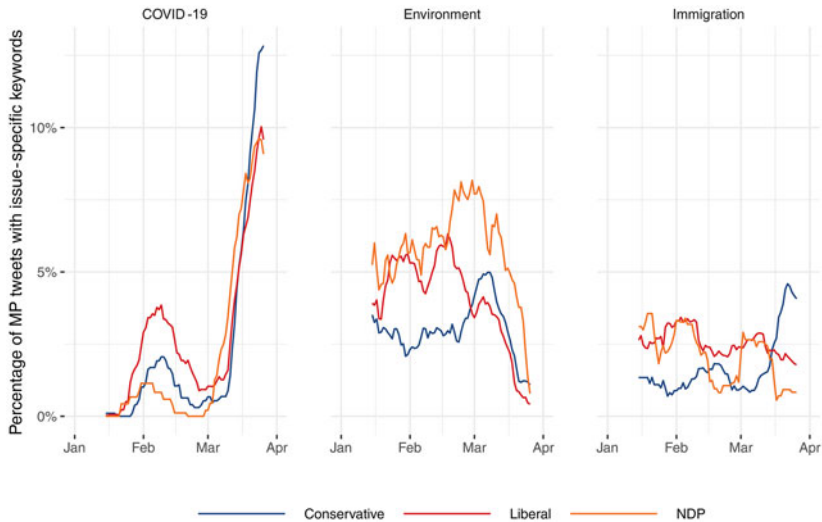 COVID-19 Environment Immigration
Percentage of MP tweets with issue-specific keywords
10%
5%
0%
Jan Feb Mar Apr Jan Feb Mar Apr Jan Feb Mar Apr
Conservative Liberal NDP